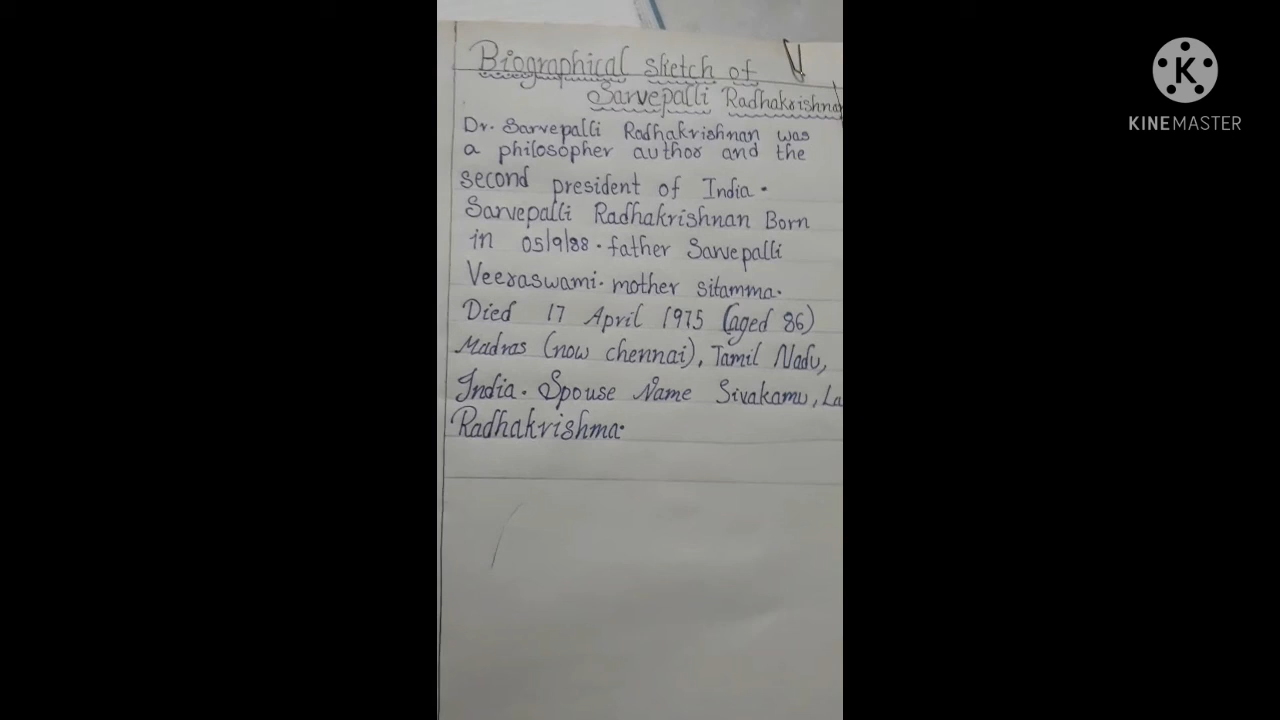 Biographical sketch of
Sarvepalli Radhakrishnan
Dr. Sarvepalli Radhakrishnan was
a philosopher author and the
second president of India.
Sarvepalli Radhakrishnan Born
in 05/9/88. father Sarvepalli
Veeraswami. mother sitamma.
Died 17 April 1975 (aged 86)
Madras (now chennai), Tamil Nadu,
India. Spouse Name Sivakamu, La
Radhakrishma.
K
KINEMASTER